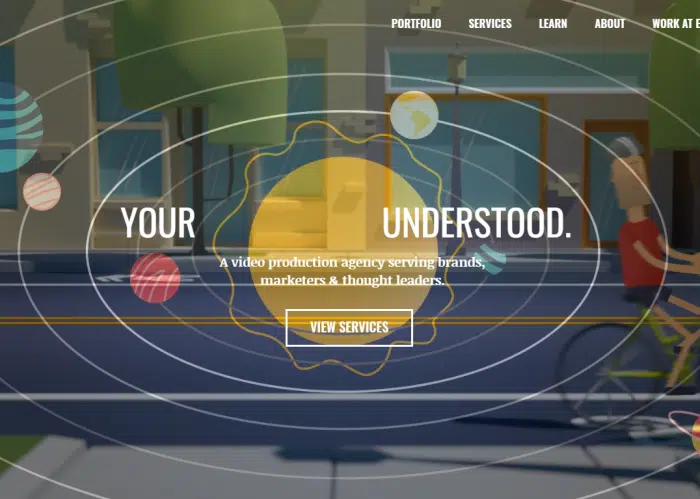 PORTFOLIO SERVICES LEARN ABOUT WORK AT E
YOUR UNDERSTOOD.
A video production agency serving brands,
marketers & thought leaders.
VIEW SERVICES